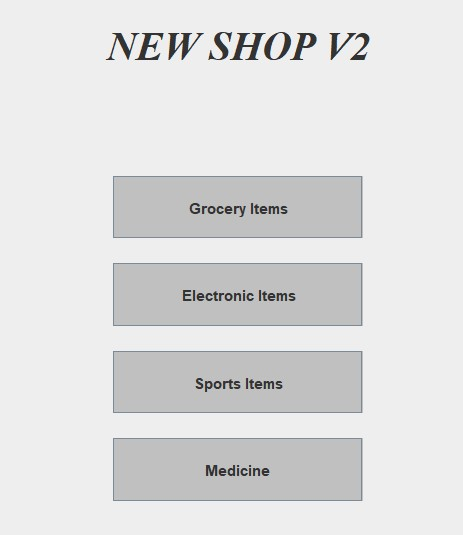 NEW SHOP V2
Grocery Items
Electronic Items
Sports Items
Medicine